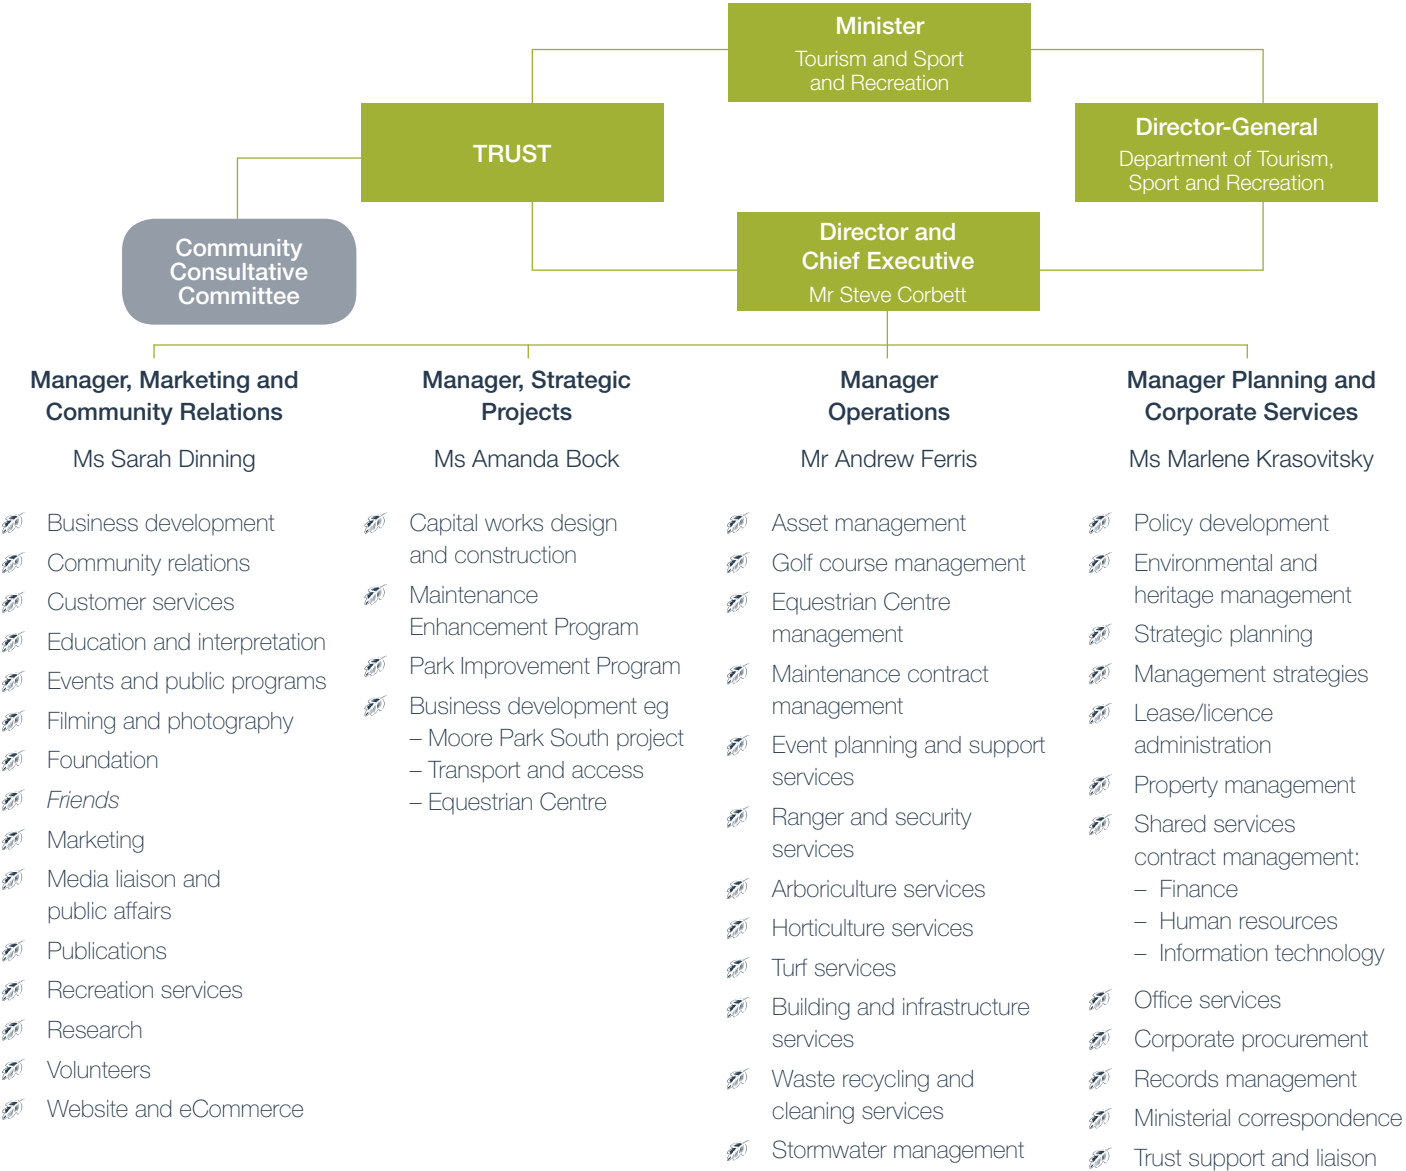 Minister
Tourism and Sport
and Recreation
TRUST
Director-General
Department of Tourism,
Sport and Recreation
Community
Consultative
Committee
Director and
Chief Executive
Mr Steve Corbett
Manager, Marketing and
Community Relations
Ms Sarah Dinning
Business development
Community relations
Customer services
Education and interpretation
Events and public programs
Filming and photography
Foundation
Friends
Marketing
Media liaison and
public affairs
Publications
Recreation services
Research
Volunteers
Website and eCommerce
Manager, Strategic
Projects
Ms Amanda Bock
Capital works design
and construction
Maintenance
Enhancement Program
Park Improvement Program
Business development eg
– Moore Park South project
– Transport and access
– Equestrian Centre
Manager
Operations
Mr Andrew Ferris
Asset management
Golf course management
Equestrian Centre
management
Maintenance contract
management
Event planning and support
services
Ranger and security
services
Arboriculture services
Horticulture services
Turf services
Building and infrastructure
services
Waste recycling and
cleaning services
Stormwater management
Manager Planning and
Corporate Services
Ms Marlene Krasovitsky
Policy development
Environmental and
heritage management
Strategic planning
Management strategies
Lease/licence
administration
Property management
Shared services
contract management:
– Finance
– Human resources
– Information technology
Office services
Corporate procurement
Records management
Ministerial correspondence
Trust support and liaison